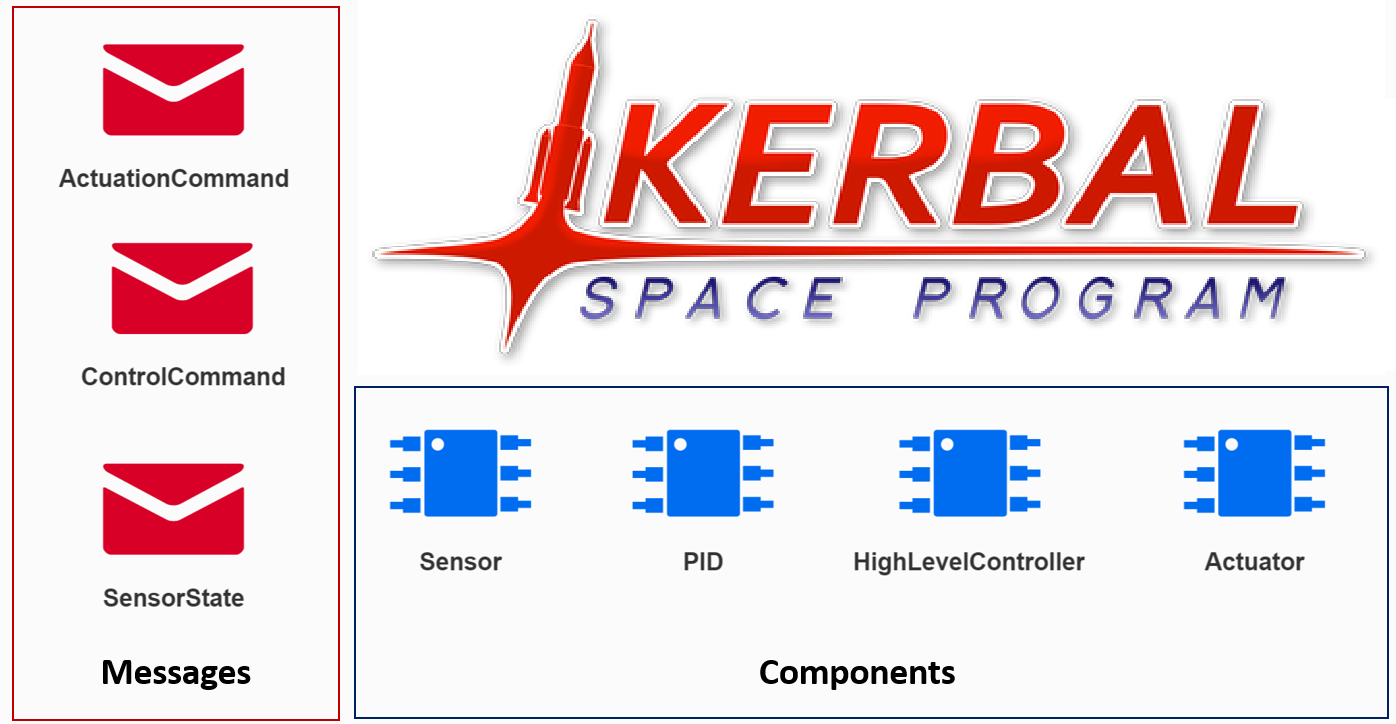 ActuationCommand
ControlCommand
SensorState
Messages
KERBAL
SPACE PROGRAM
Sensor
PID
HighLevelController
Actuator
Components